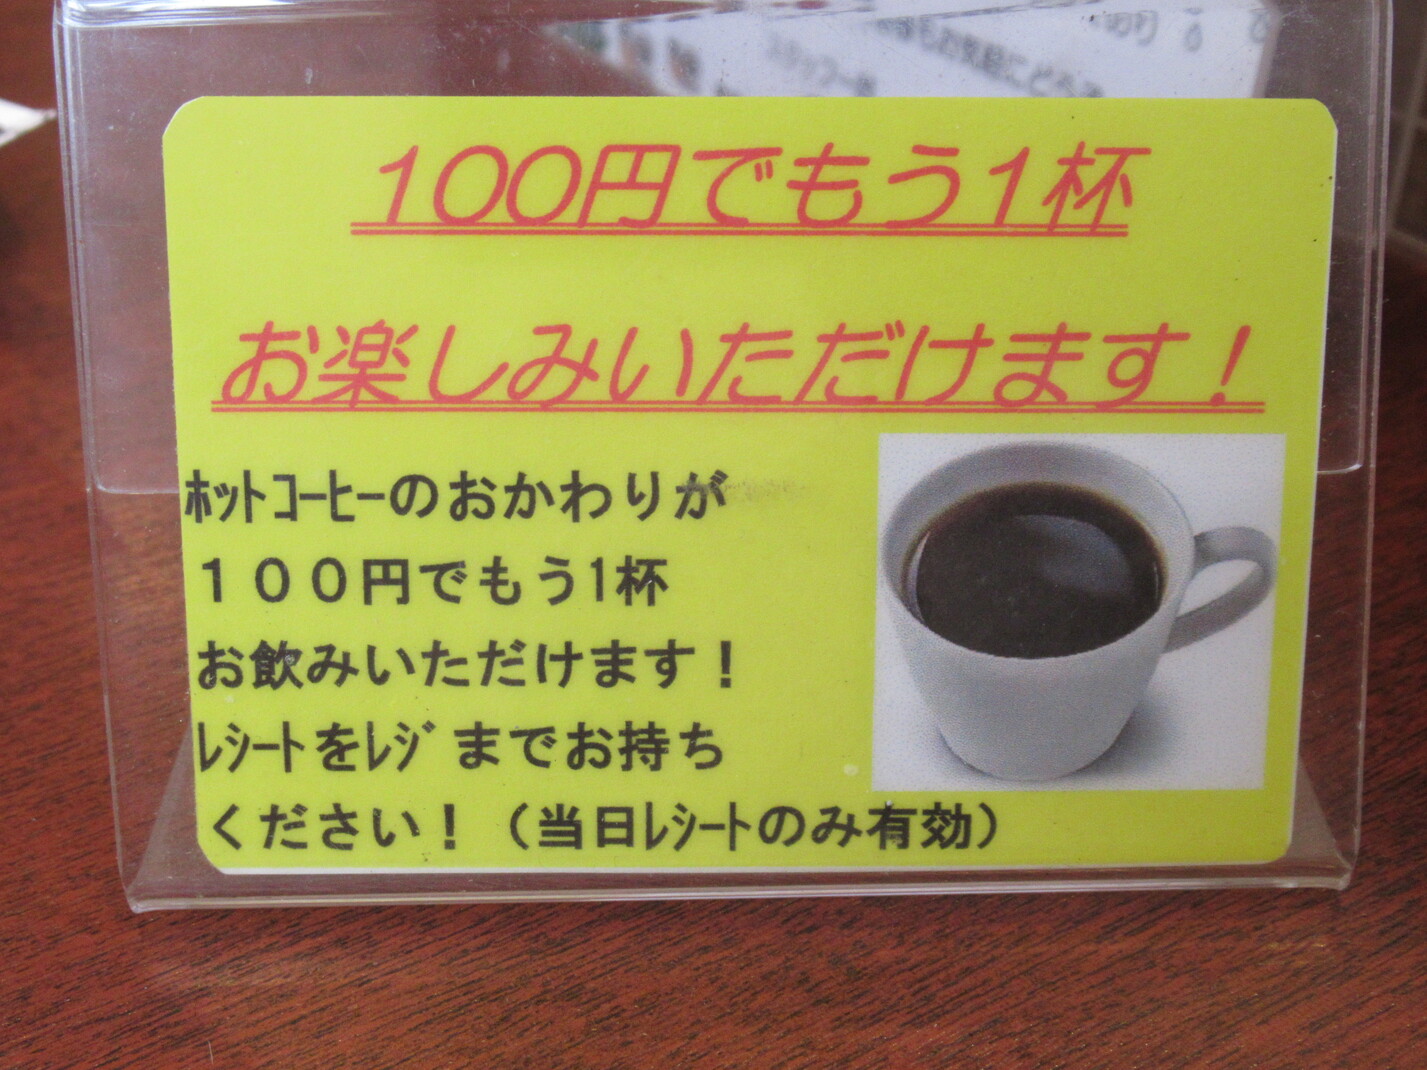 100円でもう1杯
お楽しみいただけます！
ﾎｯﾄｺｰﾋｰのおかわりが
１００円でもう1杯
お飲みいただけます！
ﾚｼｰﾄをﾚｼﾞまでお持ち
ください！（当日ﾚｼｰﾄのみ有効）